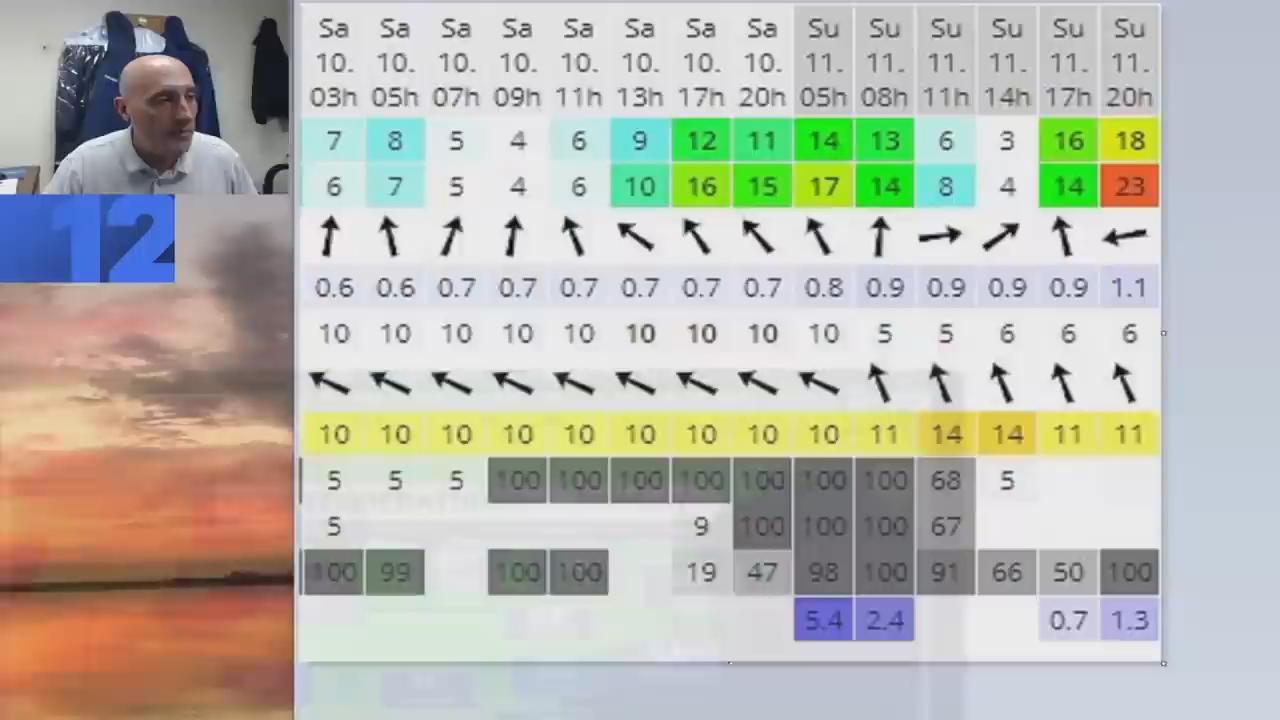 Sa Sa Sa Sa Sa Sa Sa Sa Su Su Su Su Su Su
10. 10. 10. 10. 10. 10. 10. 10. 11. 11. 11. 11. 11. 11.
03h 05h 07h 09h 11h 13h 17h 20h 05h 08h 11h 14h 17h 20h
7 8 5 4 6 9 12 11 14 13 6 3 16 18
6 7 5 4 6 10 16 15 17 14 8 4 14 23
12
0.6 0.6 0.7 0.7 0.7 0.7 0.7 0.7 0.8 0.9 0.9 0.9 0.9 1.1
10 10 10 10 10 10 10 10 10 5 5 6 6 6
10 10 10 10 10 10 10 10 10 11 14 14 11 11
5 5 5 100 100 100 100 100 100 100 68 5
5 9 100 100 100 67
100 99 100 100 19 47 98 100 91 66 50 100
5.4 2.4 0.7 1.3